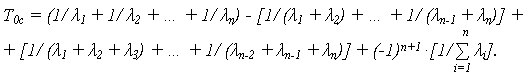 T₀c = (1/λ₁ + 1/λ₂ + ... + 1/λₙ) - [1/(λ₁ + λ₂) + ... + 1/(λₙ₋₁ + λₙ)] +
+ [1/(λ₁ + λ₂ + λ₃) + ... + 1/(λₙ₋₂ + λₙ₋₁ + λₙ)] + (-1)ⁿ⁺¹ ·[1/∑ⁿᵢ₌₁ λᵢ].